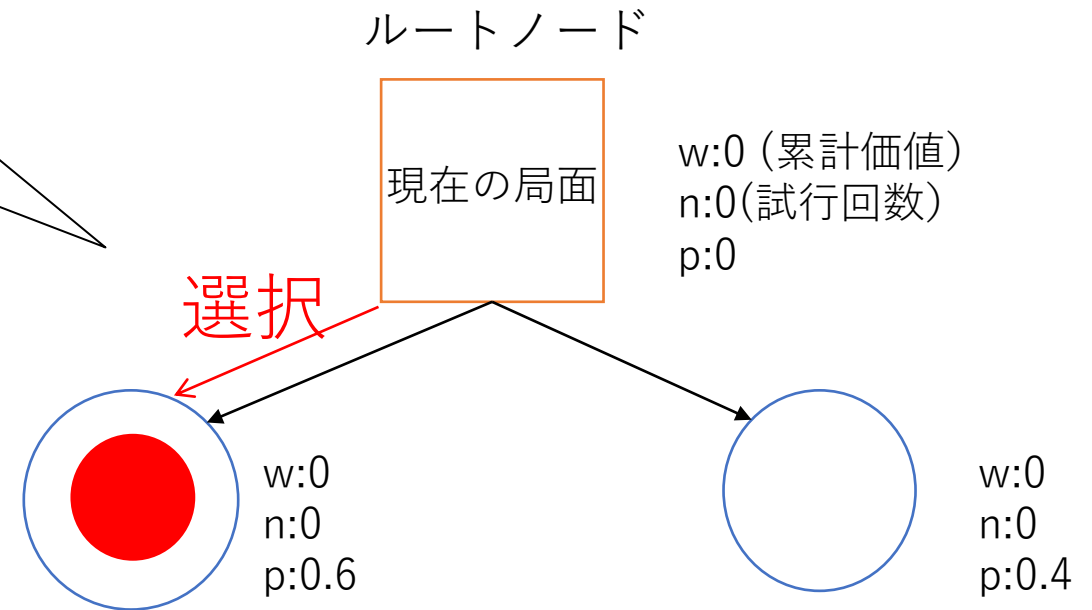 ルートノード
現在の局面
w:0 (累計価値)
n:0(試行回数)
p:0
選択
w:0
n:0
p:0.6
w:0
n:0
p:0.4